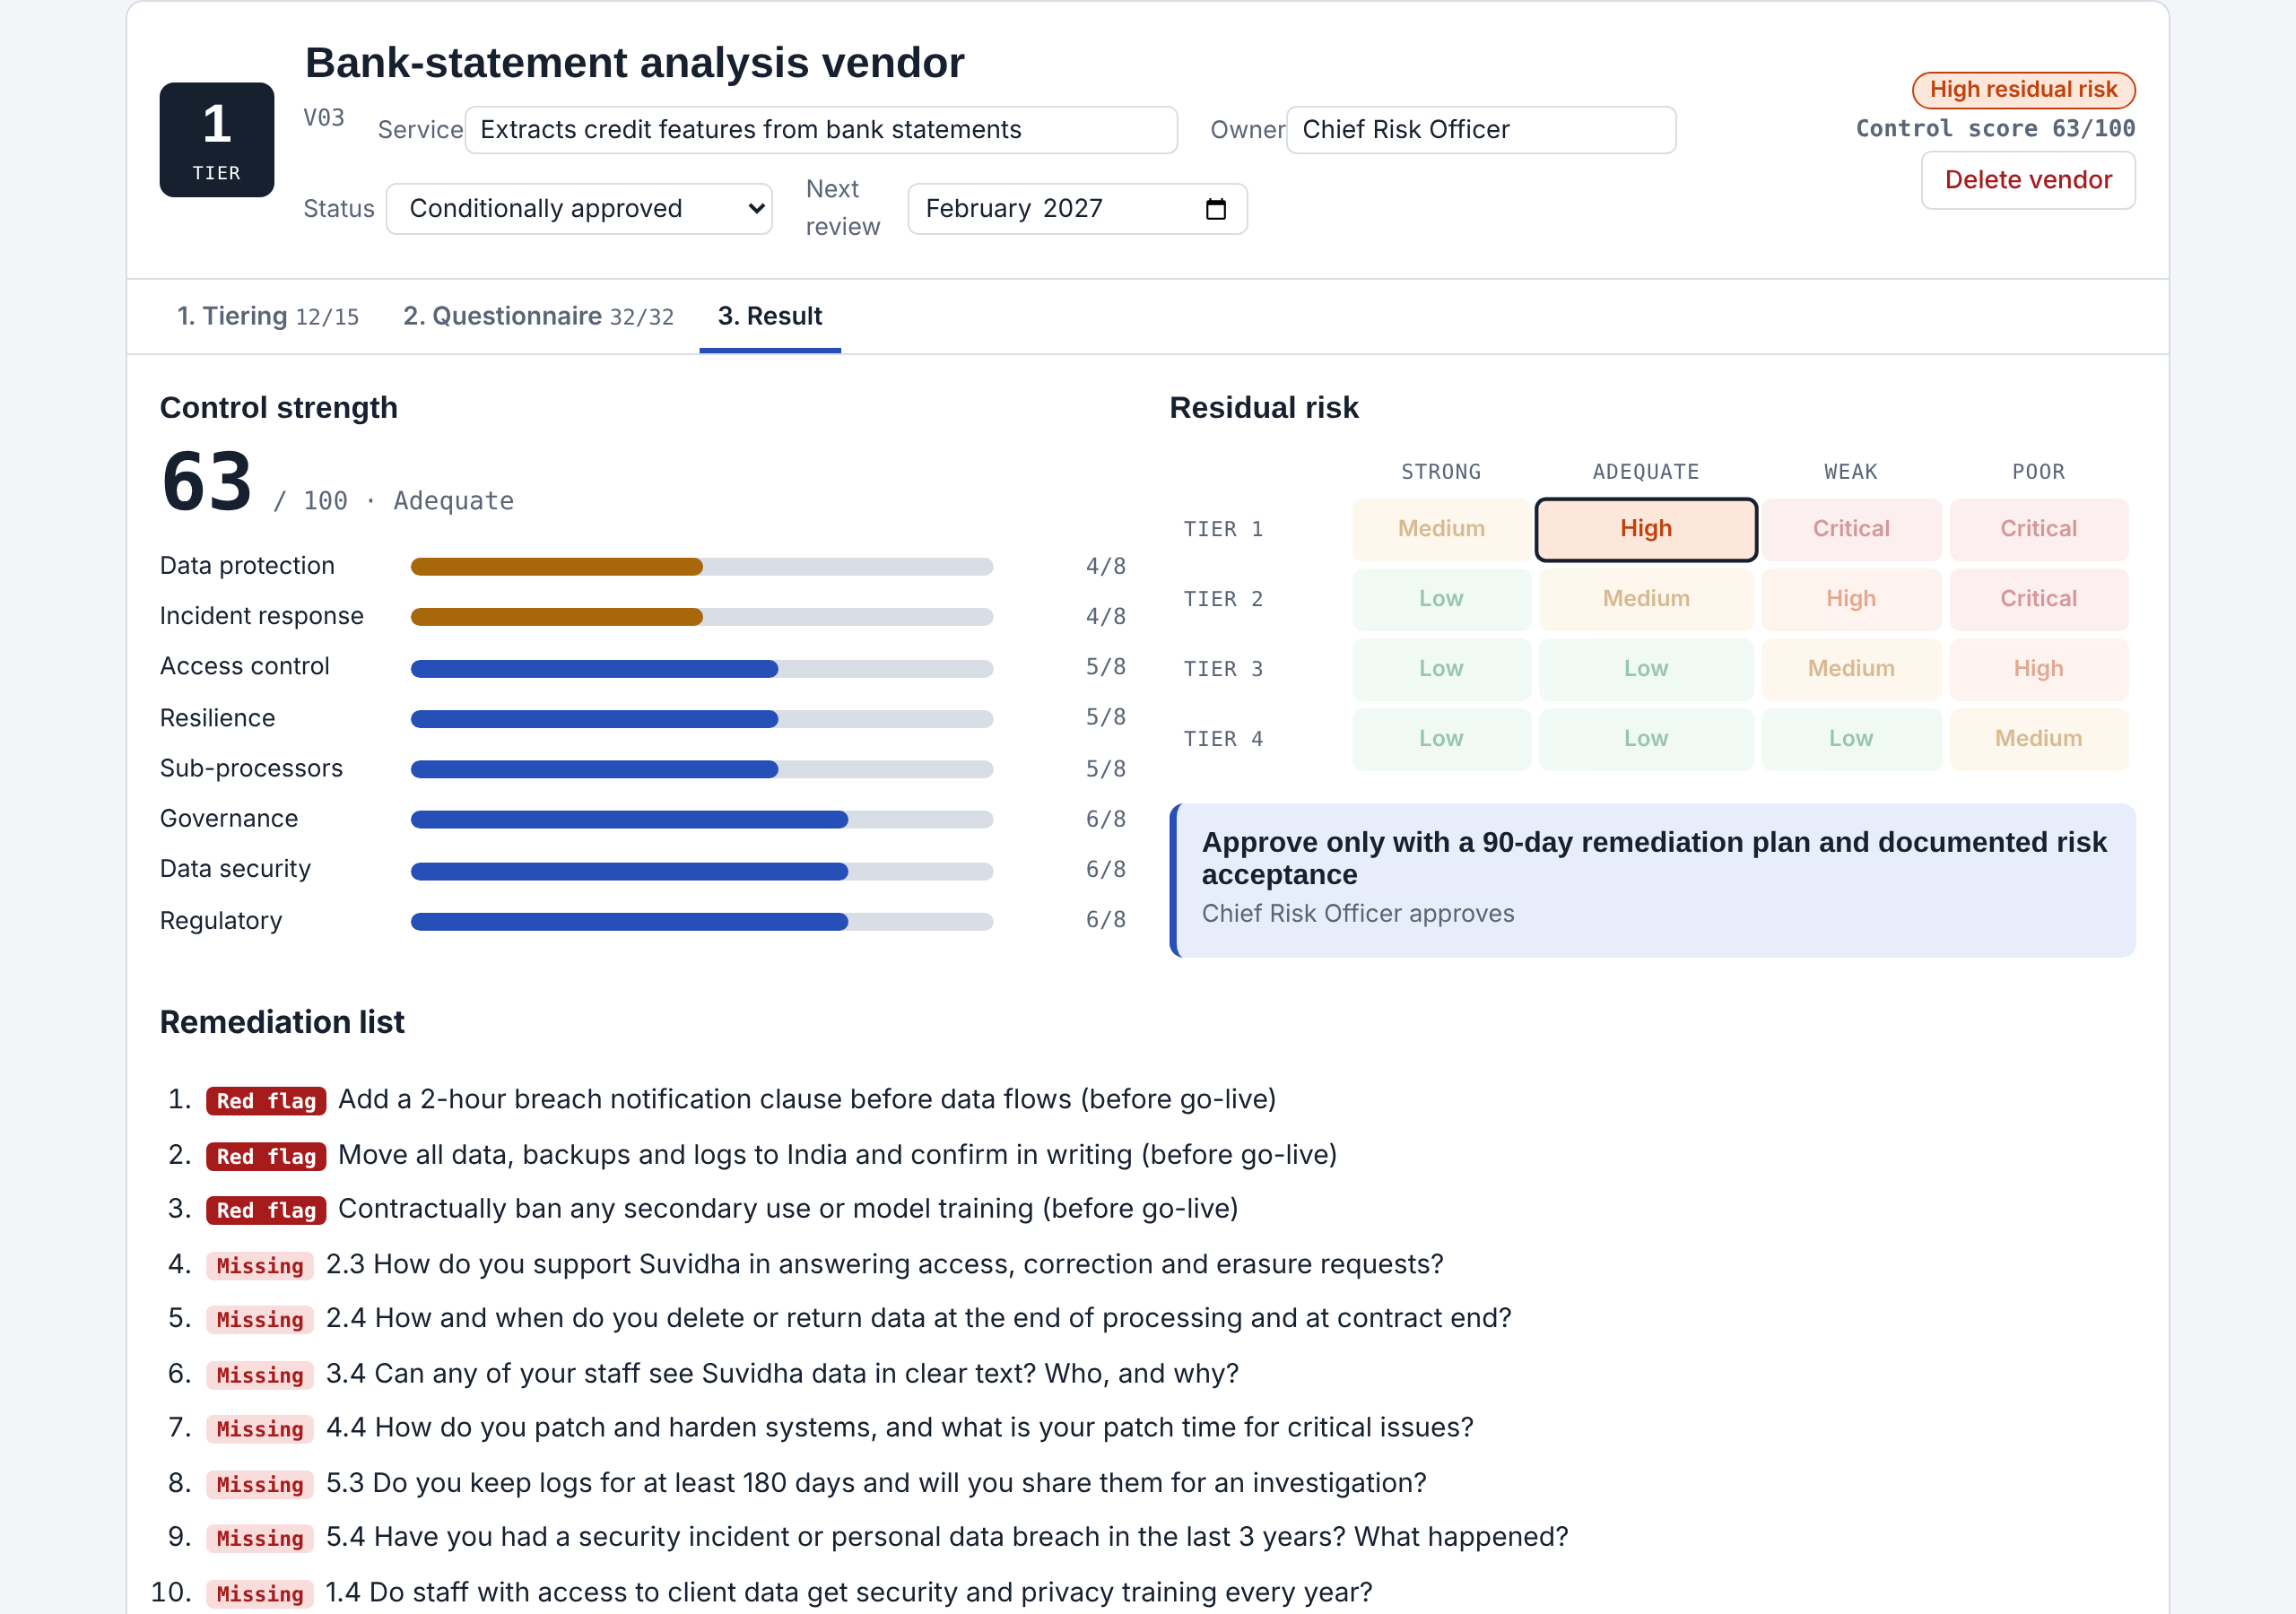 Bank-statement analysis vendor
1
TIER
V03
Service
Extracts credit features from bank statements
Owner
Chief Risk Officer
Status
Conditionally approved
Next
review
February 2027
High residual risk
Control score 63/100
Delete vendor
1. Tiering 12/15
2. Questionnaire 32/32
3. Result
Control strength
63 / 100 · Adequate
Data protection 4/8
Incident response 4/8
Access control 5/8
Resilience 5/8
Sub-processors 5/8
Governance 6/8
Data security 6/8
Regulatory 6/8
Residual risk
STRONG ADEQUATE WEAK POOR
TIER 1 Medium High Critical Critical
TIER 2 Low Medium High Critical
TIER 3 Low Low Medium High
TIER 4 Low Low Low Medium
Approve only with a 90-day remediation plan and documented risk
acceptance
Chief Risk Officer approves
Remediation list
1. Red flag Add a 2-hour breach notification clause before data flows (before go-live)
2. Red flag Move all data, backups and logs to India and confirm in writing (before go-live)
3. Red flag Contractually ban any secondary use or model training (before go-live)
4. Missing 2.3 How do you support Suvidha in answering access, correction and erasure requests?
5. Missing 2.4 How and when do you delete or return data at the end of processing and at contract end?
6. Missing 3.4 Can any of your staff see Suvidha data in clear text? Who, and why?
7. Missing 4.4 How do you patch and harden systems, and what is your patch time for critical issues?
8. Missing 5.3 Do you keep logs for at least 180 days and will you share them for an investigation?
9. Missing 5.4 Have you had a security incident or personal data breach in the last 3 years? What happened?
10. Missing 1.4 Do staff with access to client data get security and privacy training every year?